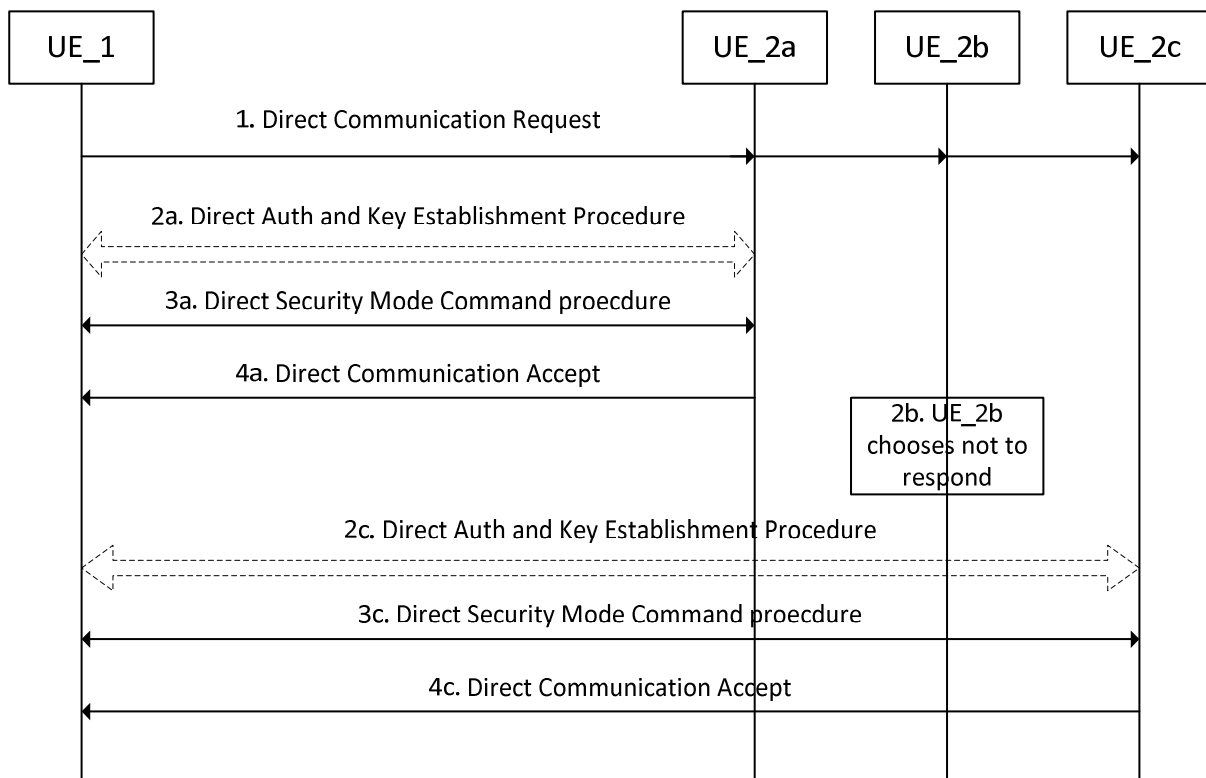 UE_1
UE_2a
UE_2b
UE_2c
1. Direct Communication Request
2a. Direct Auth and Key Establishment Procedure
3a. Direct Security Mode Command proecdure
4a. Direct Communication Accept
2b. UE_2b
chooses not to
respond
2c. Direct Auth and Key Establishment Procedure
3c. Direct Security Mode Command proecdure
4c. Direct Communication Accept